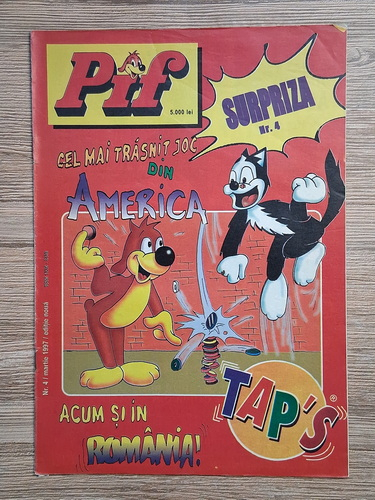 Pif
5.000 lei
SURPRIZA
Nr. 4
CEL MAI TRĂSNIT JOC
DIN
AMERICA
Nr. 4 / martie 1997 / ediție nouă
TAP'S
®
ACUM ȘI IN
ROMÂNIA!